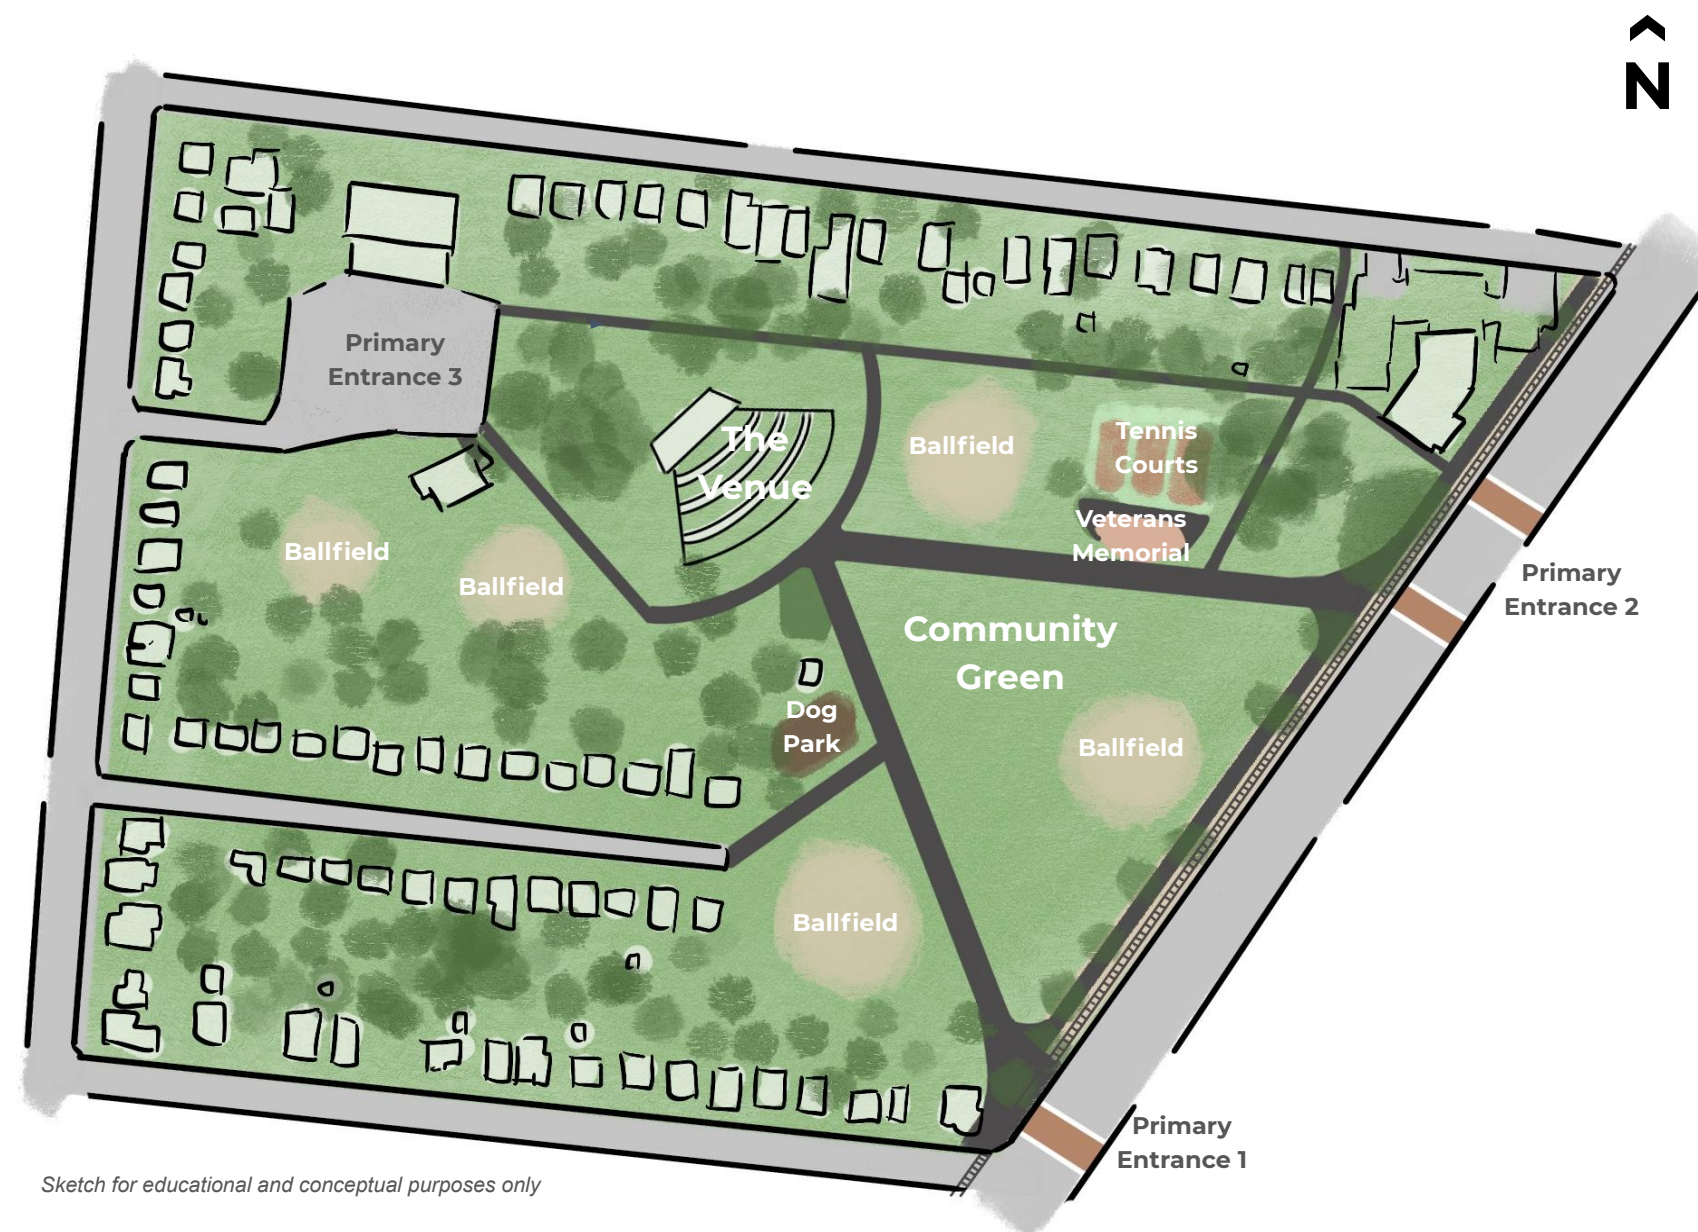 N
Primary
Entrance 3
The
Venue
Ballfield
Tennis
Courts
Veterans
Memorial
Ballfield
Ballfield
Primary
Entrance 2
Community
Green
Dog
Park
Ballfield
Ballfield
Primary
Entrance 1
Sketch for educational and conceptual purposes only